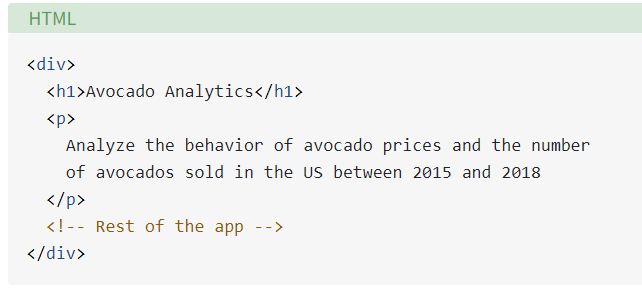 HTML
<div>
<h1>Avocado Analytics</h1>
<p>
Analyze the behavior of avocado prices and the number
of avocados sold in the US between 2015 and 2018
</p>
<!-- Rest of the app -->
</div>